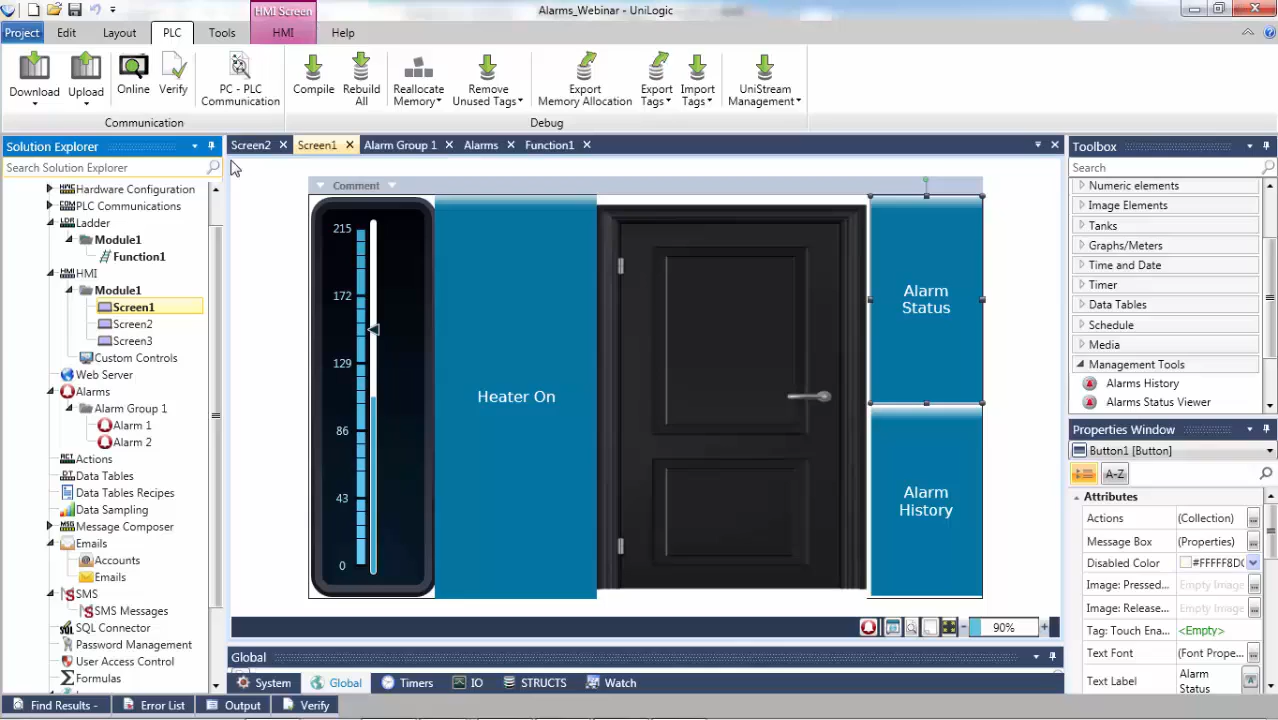 Alarms_Webinar - UniLogic
HMI Screen
Project Edit Layout PLC Tools HMI Help
Download Upload Online Verify PC - PLC Communication Compile Rebuild All Reallocate Memory Remove Unused Tags Export Memory Allocation Export Tags Import Tags UniStream Management
Communication Debug
Solution Explorer
Search Solution Explorer
Hardware Configuration
PLC Communications
Ladder
Module1
Function1
HMI
Module1
Screen1
Screen2
Screen3
Custom Controls
Web Server
Alarms
Alarm Group 1
Alarm 1
Alarm 2
Actions
Data Tables
Data Tables Recipes
Data Sampling
Message Composer
Emails
Accounts
Emails
SMS
SMS Messages
SQL Connector
Password Management
User Access Control
Formulas
Screen2 Screen1 Alarm Group 1 Alarms Function1
Comment
215
172
129
86
43
0
Heater On
Alarm
Status
Alarm
History
90%
Global
System Global Timers IO STRUCTS Watch
Toolbox
Search
Numeric elements
Image Elements
Tanks
Graphs/Meters
Time and Date
Timer
Data Tables
Schedule
Media
Management Tools
Alarms History
Alarms Status Viewer
Properties Window
Button1 [Button]
A-Z
Attributes
Actions (Collection)
Message Box (Properties)
Disabled Color #FFFFF8D(
Image: Pressed... Empty Image
Image: Release... Empty Image
Tag: Touch Ena... <Empty>
Text Font (Font Prope...
Text Label Alarm
Status
Find Results - Error List Output Verify